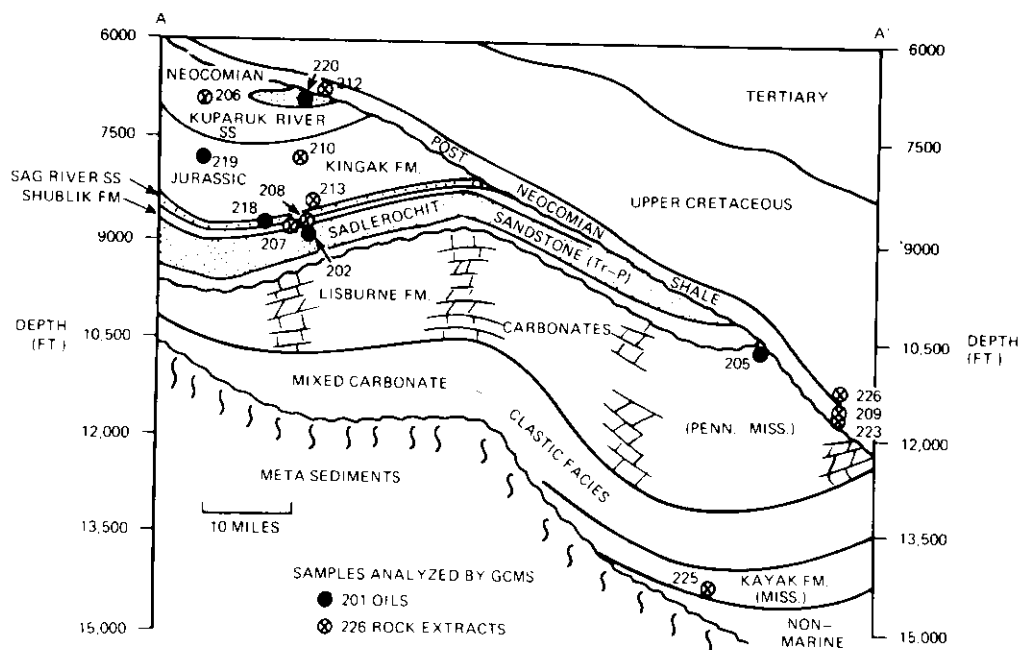 A
A'
6000
7500
9000
10,500
12,000
13,500
15,000
DEPTH
(FT.)
NEOCOMIAN
206
220
212
KUPARUK RIVER
SS
219
JURASSIC
210
KINGAK FM.
213
208
218
207
202
SAG RIVER SS
SHUBLIK FM
SADLEROCHIT
SANDSTONE (Tr-P)
POST
NEOCOMIAN
SHALE
TERTIARY
UPPER CRETACEOUS
LISBURNE FM.
CARBONATES
(PENN. MISS.)
205
226
209
223
MIXED CARBONATE
CLASTIC FACIES
META SEDIMENTS
10 MILES
225
KAYAK FM.
(MISS.)
NON-
MARINE
SAMPLES ANALYZED BY GCMS
201 OILS
226 ROCK EXTRACTS
6000
7500
9000
10,500
12,000
13,500
15,000
DEPTH
(FT.)